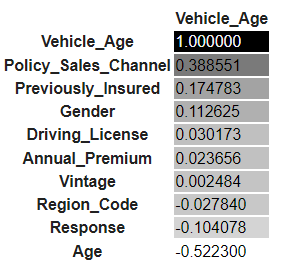 Vehicle_Age
Vehicle_Age 1.000000
Policy_Sales_Channel 0.388551
Previously_Insured 0.174783
Gender 0.112625
Driving_License 0.030173
Annual_Premium 0.023656
Vintage 0.002484
Region_Code -0.027840
Response -0.104078
Age -0.522300